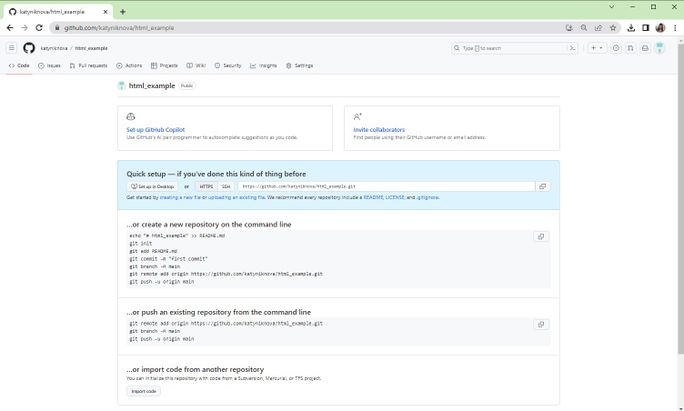 katyniknova/html_example
github.com/katyniknova/html_example
katyniknova / html_example
Type / to search
Code Issues Pull requests Actions Projects Wiki Security Insights Settings
html_example Public
Set up GitHub Copilot
Use GitHub's AI pair programmer to autocomplete suggestions as you code.
Invite collaborators
Find people using their GitHub username or email address.
Quick setup — if you've done this kind of thing before
Set up in Desktop or HTTPS SSH https://github.com/katyniknova/html_example.git
Get started by creating a new file or uploading an existing file. We recommend every repository include a README, LICENSE, and .gitignore.
...or create a new repository on the command line
echo "# html_example" >> README.md
git init
git add README.md
git commit -m "first commit"
git branch -M main
git remote add origin https://github.com/katyniknova/html_example.git
git push -u origin main
...or push an existing repository from the command line
git remote add origin https://github.com/katyniknova/html_example.git
git branch -M main
git push -u origin main
...or import code from another repository
You can initialize this repository with code from a Subversion, Mercurial, or TFS project.
Import code